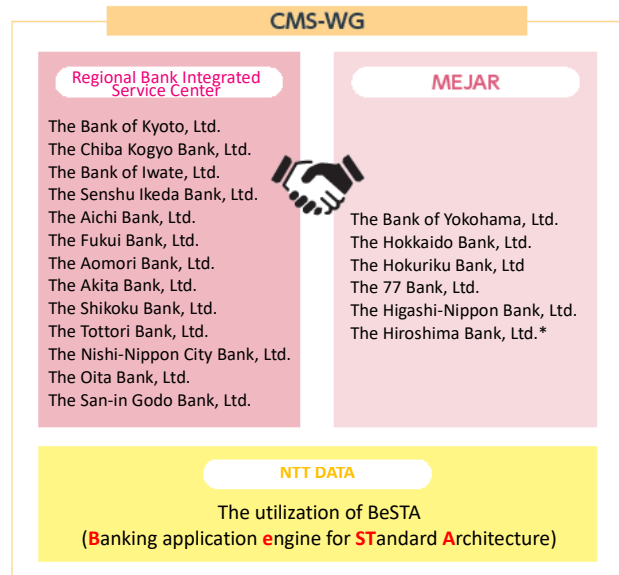 CMS-WG
Regional Bank Integrated
Service Center
The Bank of Kyoto, Ltd.
The Chiba Kogyo Bank, Ltd.
The Bank of Iwate, Ltd.
The Senshu Ikeda Bank, Ltd.
The Aichi Bank, Ltd.
The Fukui Bank, Ltd.
The Aomori Bank, Ltd.
The Akita Bank, Ltd.
The Shikoku Bank, Ltd.
The Tottori Bank, Ltd.
The Nishi-Nippon City Bank, Ltd.
The Oita Bank, Ltd.
The San-in Godo Bank, Ltd.
MEJAR
The Bank of Yokohama, Ltd.
The Hokkaido Bank, Ltd.
The Hokuriku Bank, Ltd
The 77 Bank, Ltd.
The Higashi-Nippon Bank, Ltd.
The Hiroshima Bank, Ltd.*
NTT DATA
The utilization of BeSTA
(Banking application engine for STandard Architecture)